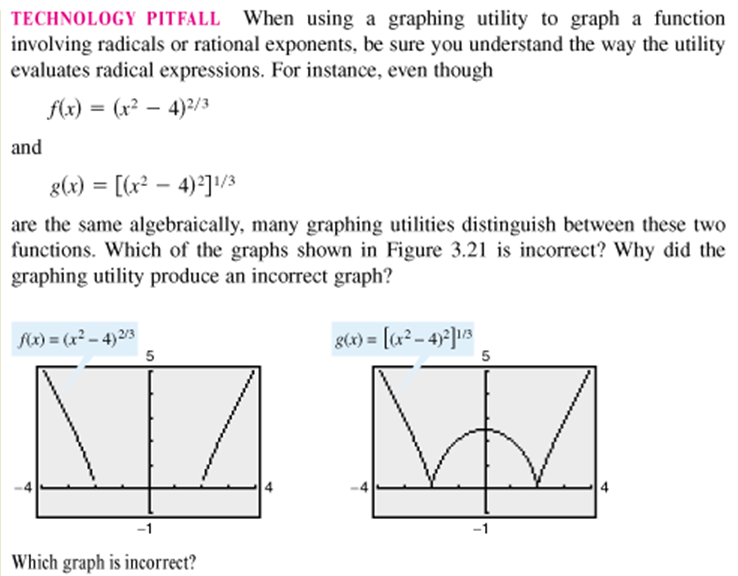 TECHNOLOGY PITFALL When using a graphing utility to graph a function
involving radicals or rational exponents, be sure you understand the way the utility
evaluates radical expressions. For instance, even though
f(x) = (x² − 4)²/³
and
g(x) = [(x² − 4)²]¹/³
are the same algebraically, many graphing utilities distinguish between these two
functions. Which of the graphs shown in Figure 3.21 is incorrect? Why did the
graphing utility produce an incorrect graph?
f(x) = (x² − 4)²/³
5
−4
4
−1
g(x) = [(x² − 4)²]¹/³
5
−4
4
−1
Which graph is incorrect?